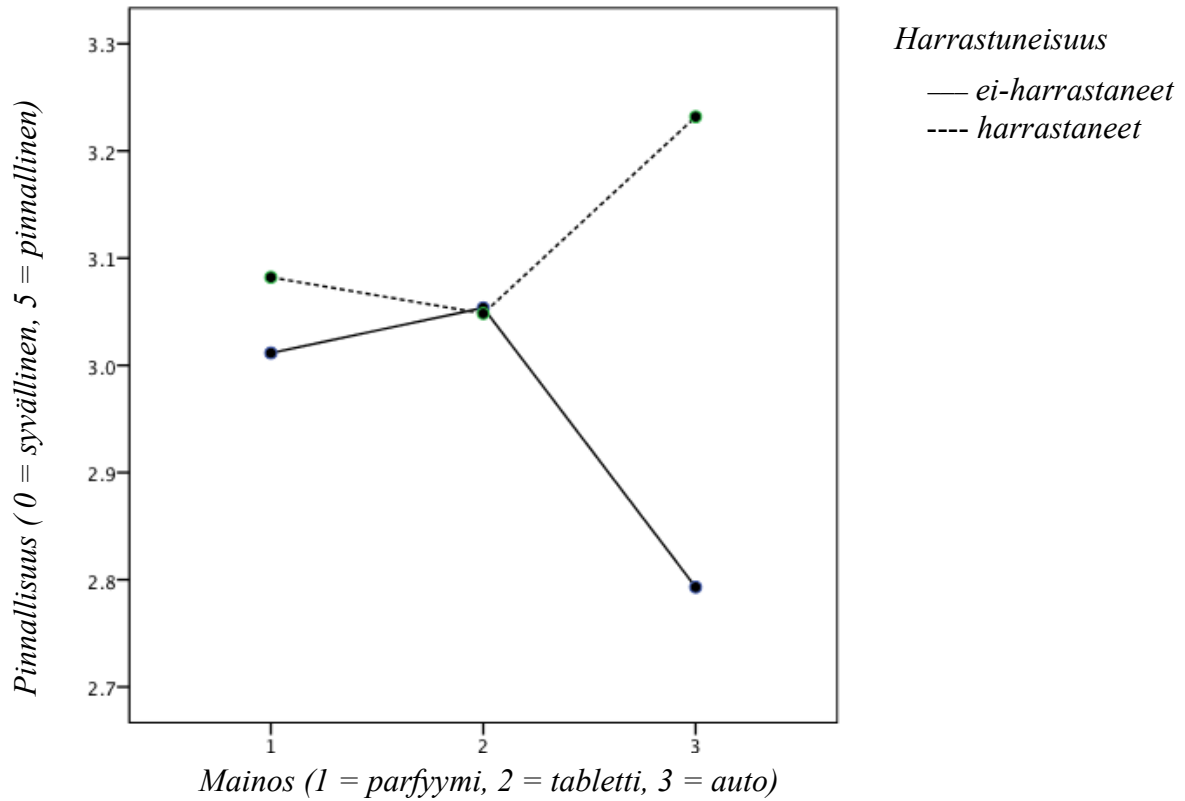 Harrastuneisuus
—— ei-harrastaneet
---- harrastaneet
Pinnallisuus ( 0 = syvällinen, 5 = pinnallinen)
3.3
3.2
3.1
3.0
2.9
2.8
2.7
1 2 3
Mainos (1 = parfyymi, 2 = tabletti, 3 = auto)